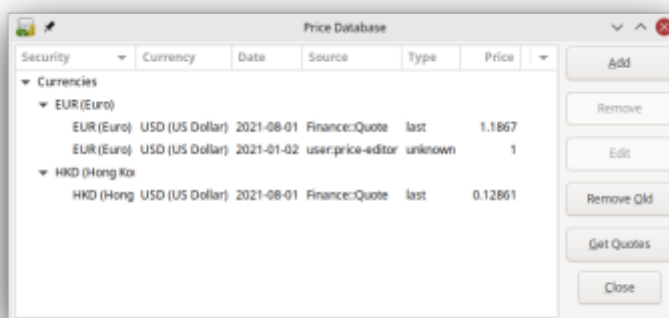 Price Database
Security Currency Date Source Type Price
Currencies
EUR (Euro)
EUR (Euro) USD (US Dollar) 2021-08-01 Finance::Quote last 1.1867
EUR (Euro) USD (US Dollar) 2021-01-02 user:price-editor unknown 1
HKD (Hong Ko
HKD (Hong USD (US Dollar) 2021-08-01 Finance::Quote last 0.12861
Add
Remove
Edit
Remove Old
Get Quotes
Close